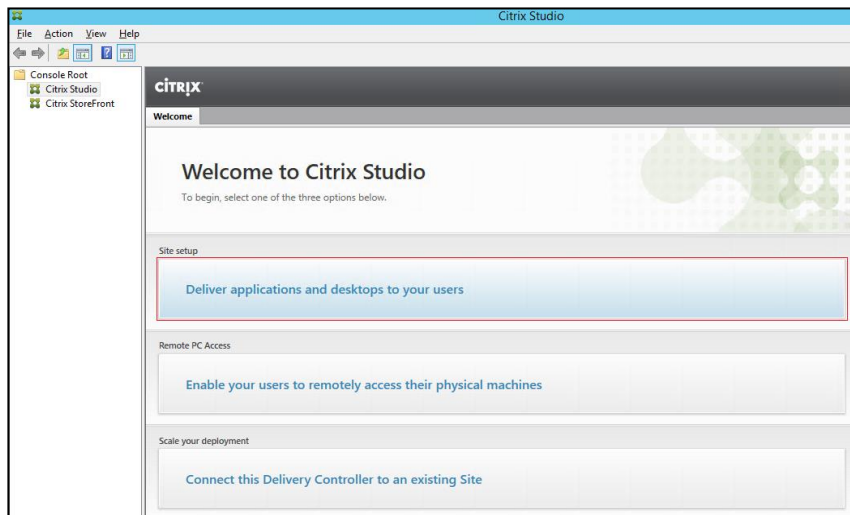 Citrix Studio
File Action View Help
Console Root
Citrix Studio
Citrix StoreFront
CİTRIX
Welcome
Welcome to Citrix Studio
To begin, select one of the three options below.
Site setup
Deliver applications and desktops to your users
Remote PC Access
Enable your users to remotely access their physical machines
Scale your deployment
Connect this Delivery Controller to an existing Site